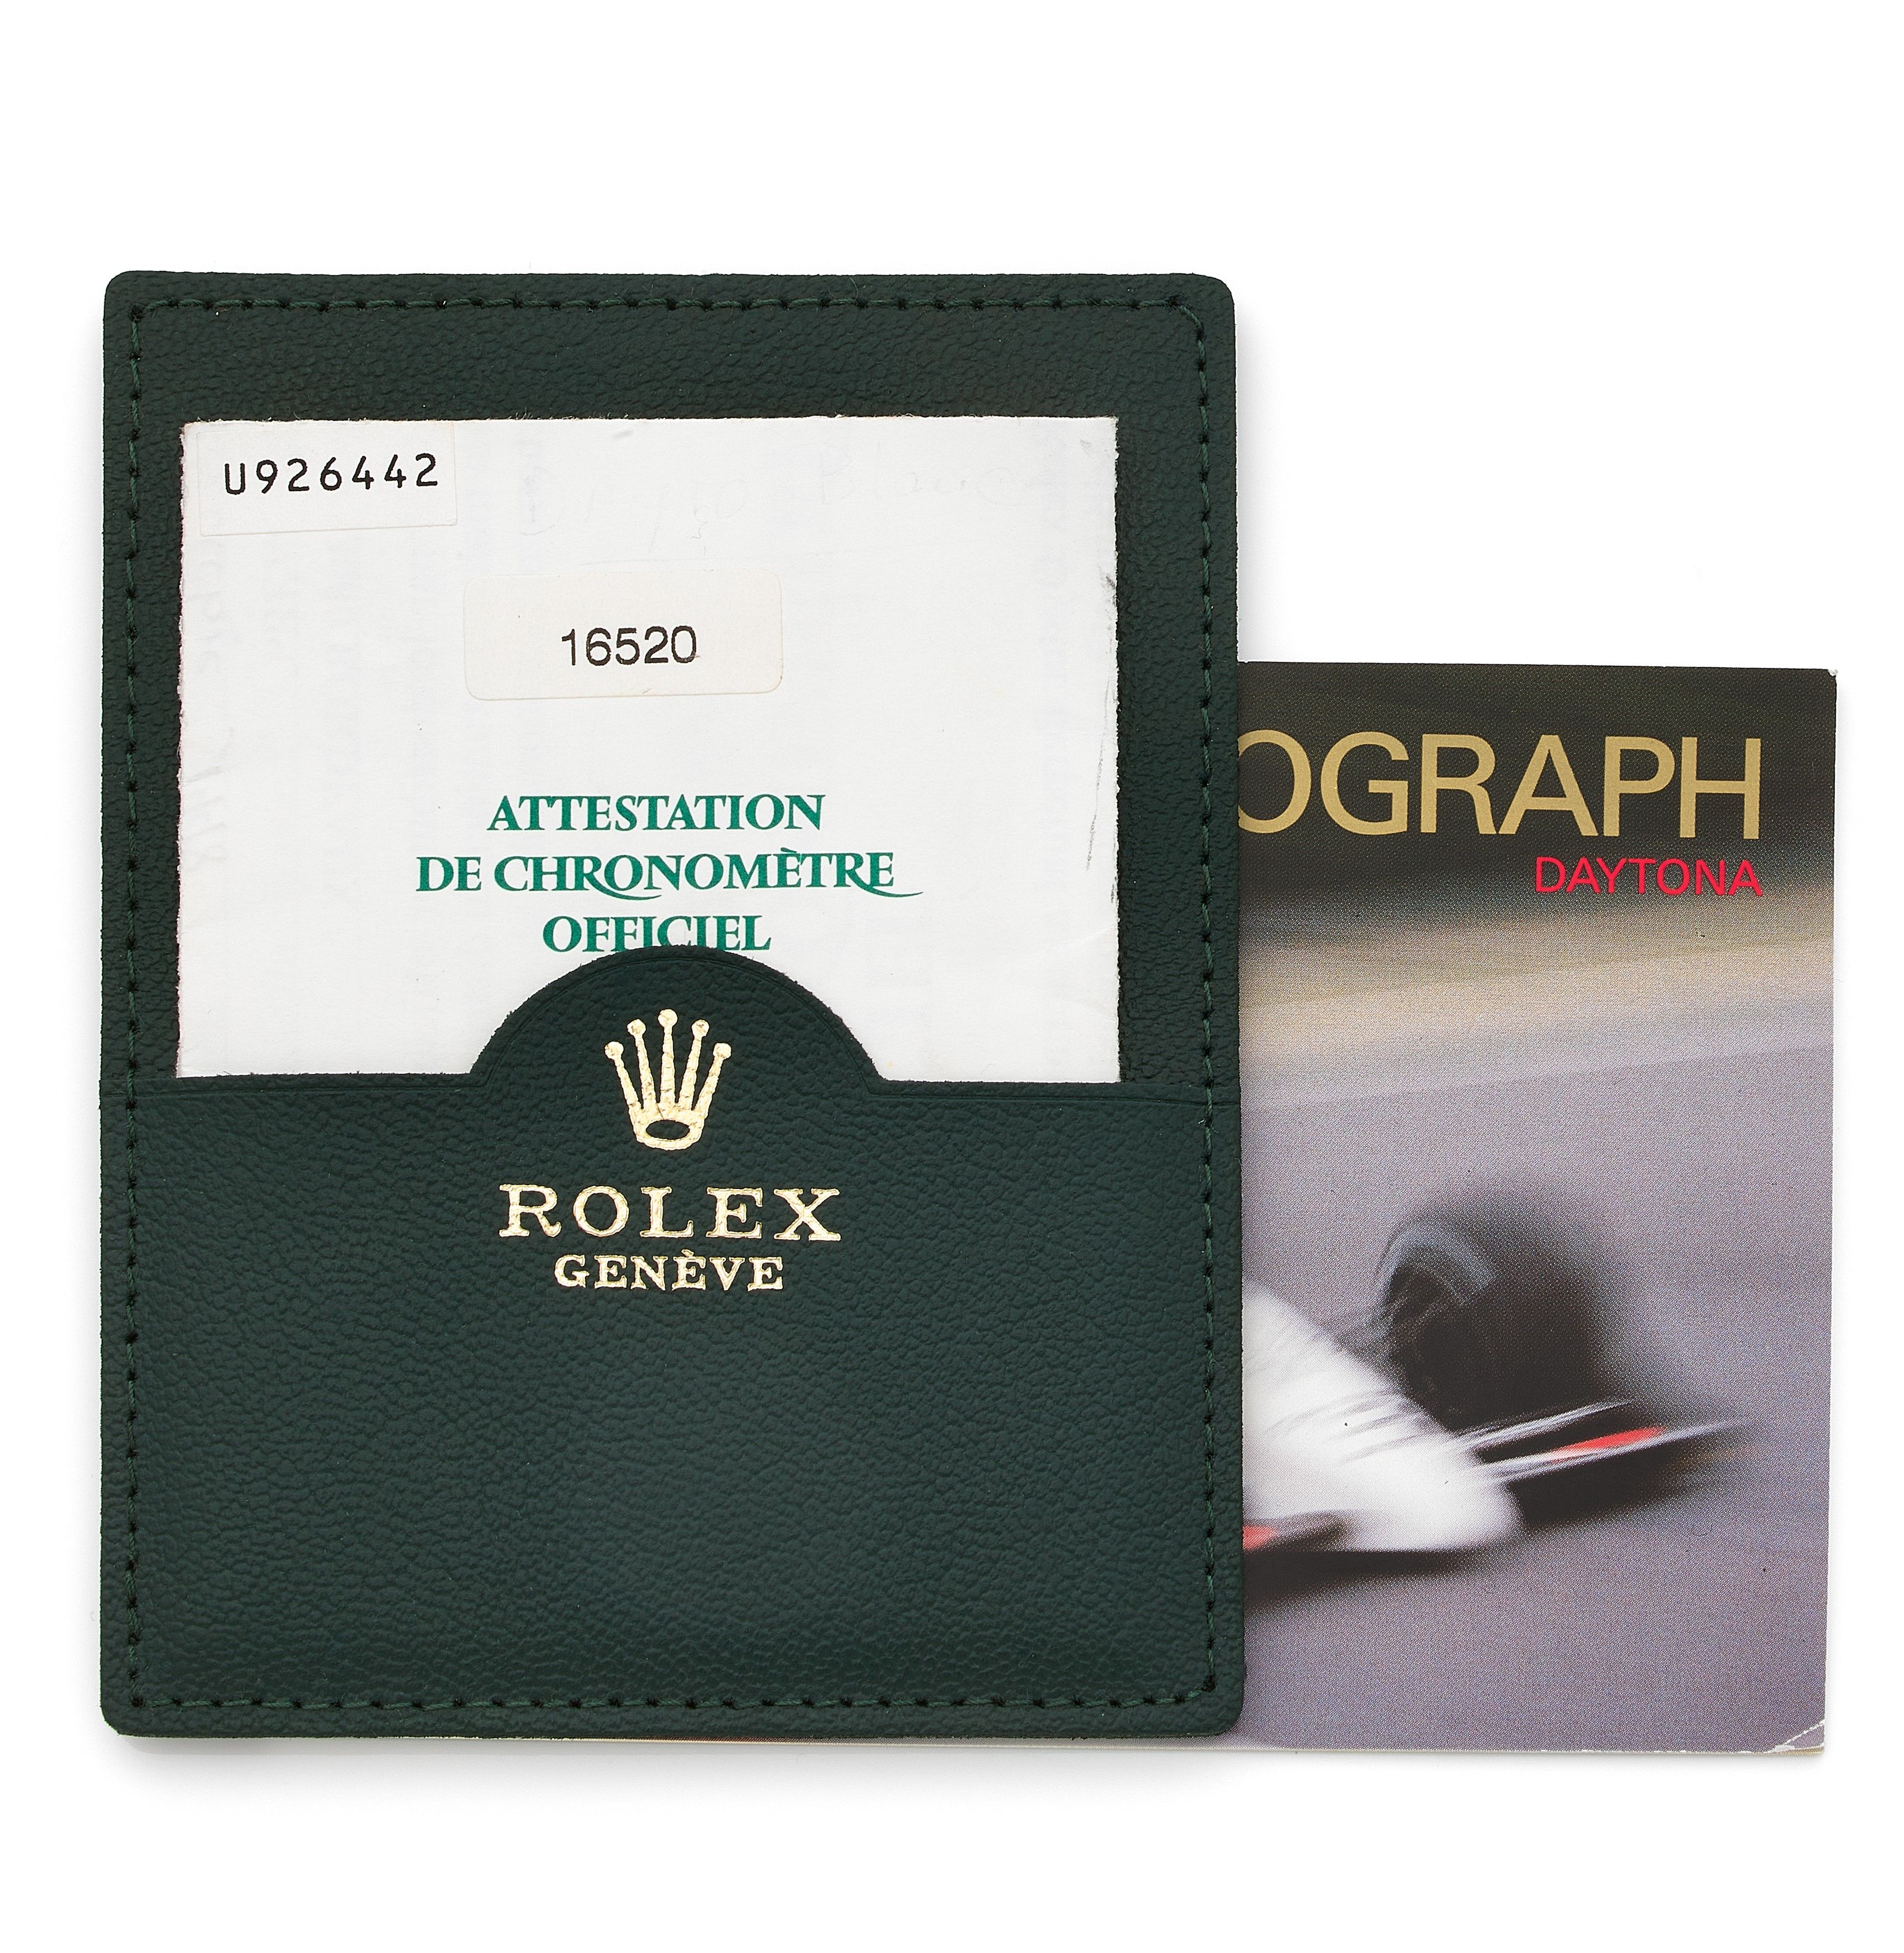 U926442
16520
ATTESTATION
DE CHRONOMÈTRE
OFFICIEL
ROLEX
GENÈVE
OGRAPH
DAYTONA